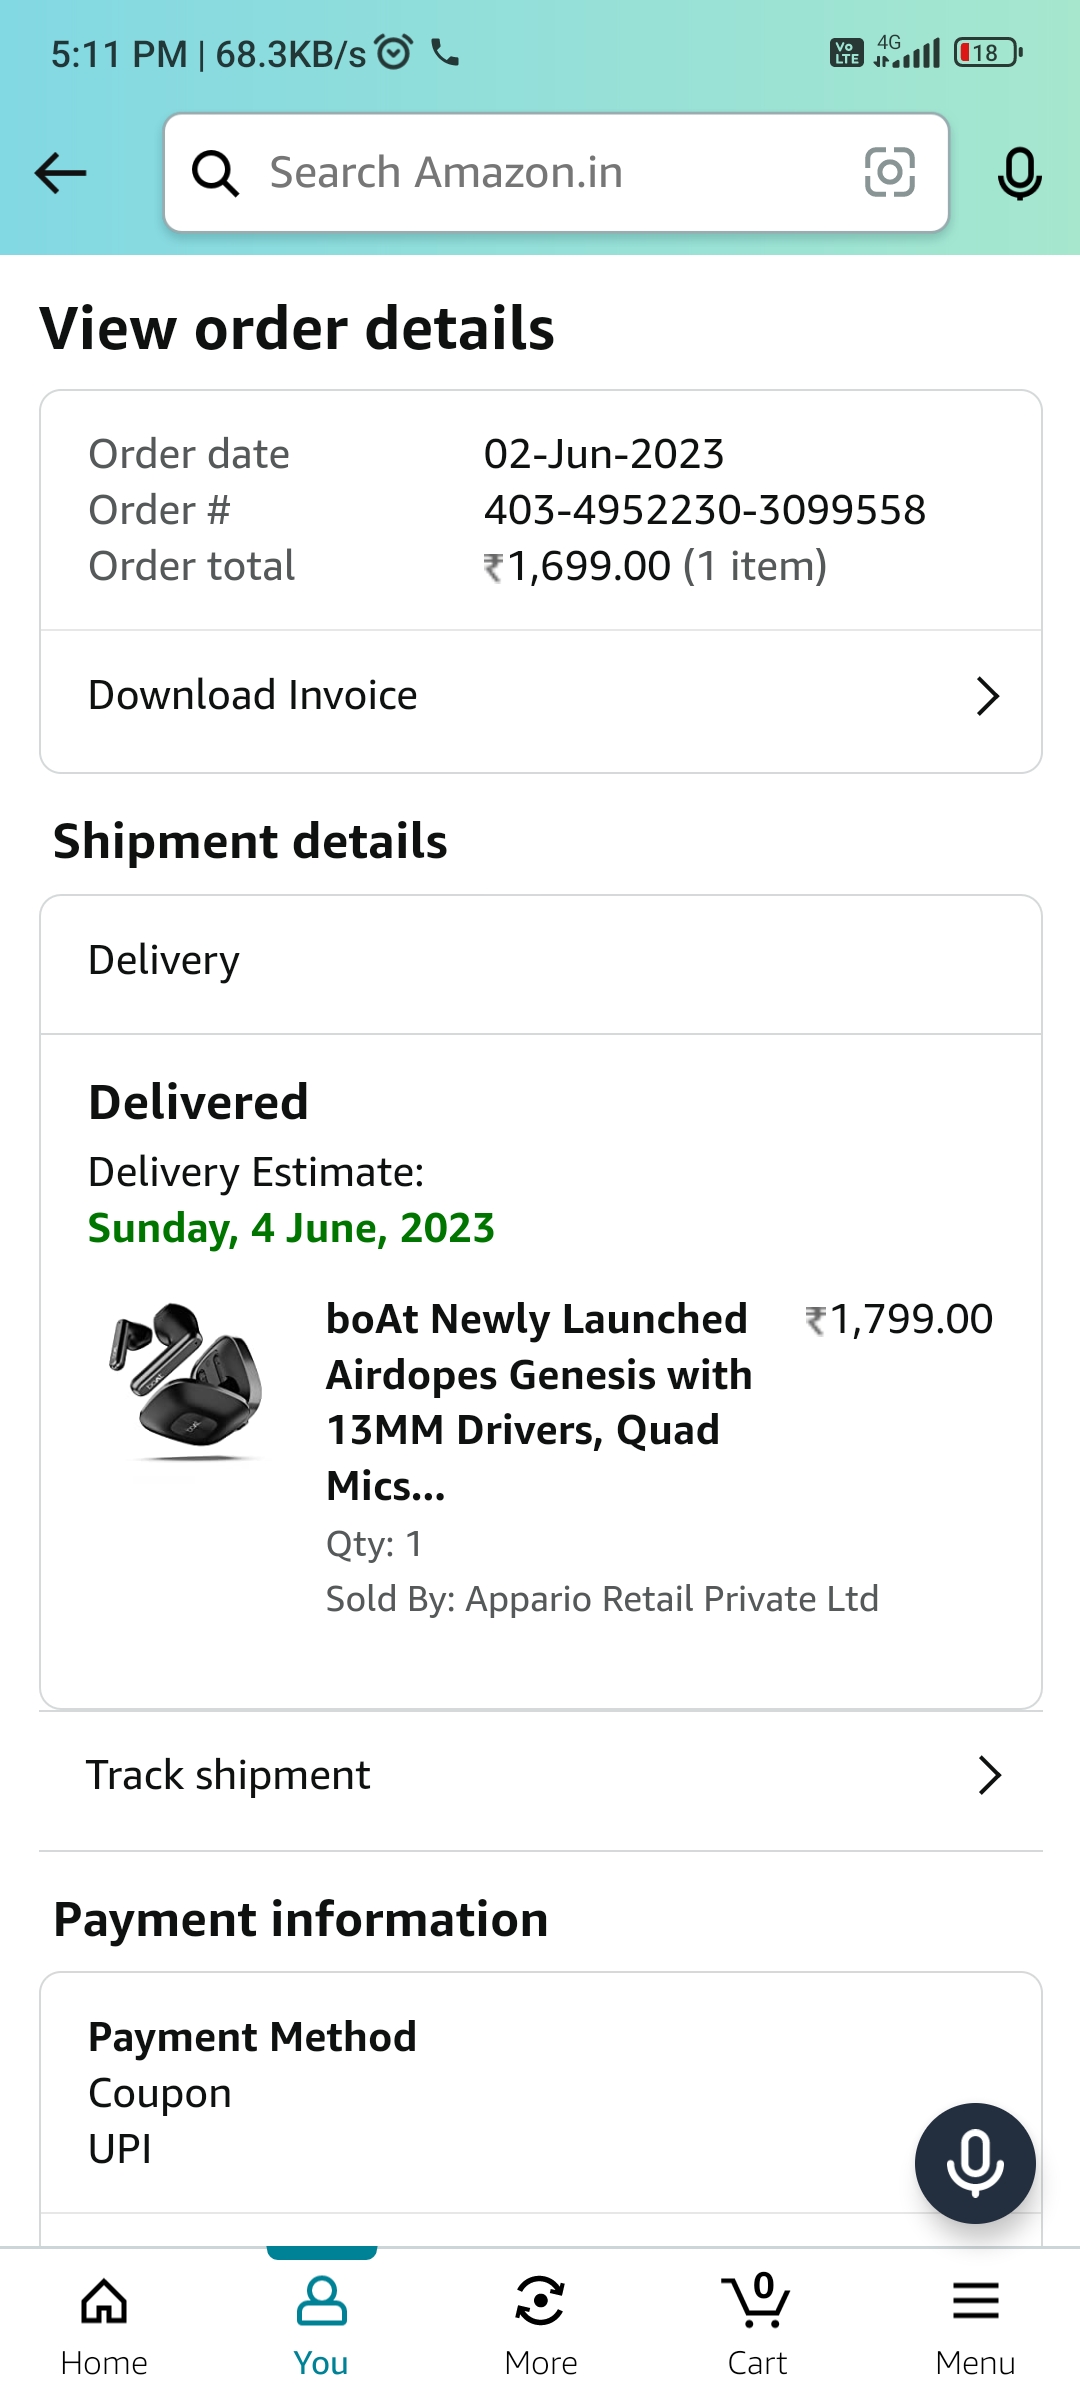 5:11 PM | 68.3KB/s
Vo LTE 4G 18
Search Amazon.in
View order details
Order date 02-Jun-2023
Order # 403-4952230-3099558
Order total ₹1,699.00 (1 item)
Download Invoice
Shipment details
Delivery
Delivered
Delivery Estimate:
Sunday, 4 June, 2023
boAt Newly Launched ₹1,799.00
Airdopes Genesis with
13MM Drivers, Quad
Mics...
Qty: 1
Sold By: Appario Retail Private Ltd
Track shipment
Payment information
Payment Method
Coupon
UPI
0
Home You More Cart Menu